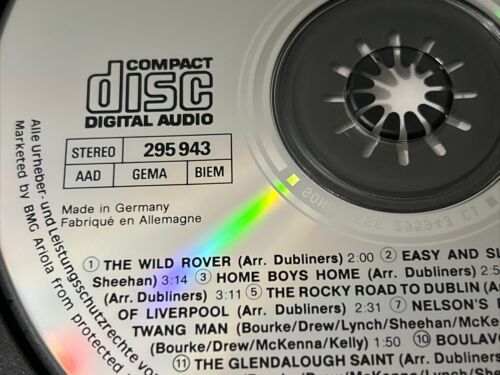 COMPACT
disc
DIGITAL AUDIO
STEREO 295 943
AAD GEMA BIEM
Made in Germany
Fabriqué en Allemagne
① THE WILD ROVER (Arr. Dubliners) 2:00 ② EASY AND
Sheehan) 3:14 ③ HOME BOYS HOME (Arr. Dubliners)
(Arr. Dubliners) 3:11 ⑤ THE ROCKY ROAD TO DUBLIN
OF LIVERPOOL (Arr. Dubliners) 2:31 ⑦ NELSON'S
TWANG MAN (Bourke/Drew/Lynch/Sheehan/
(Bourke/Drew/McKenna/Kelly) 1:50 ⑩
⑪ THE GLENDALOUGH SAINT (Arr. Dubliners)
Alle Urheber- und Leistungsschutzrechte
Marketed by BMG Ariola from protected